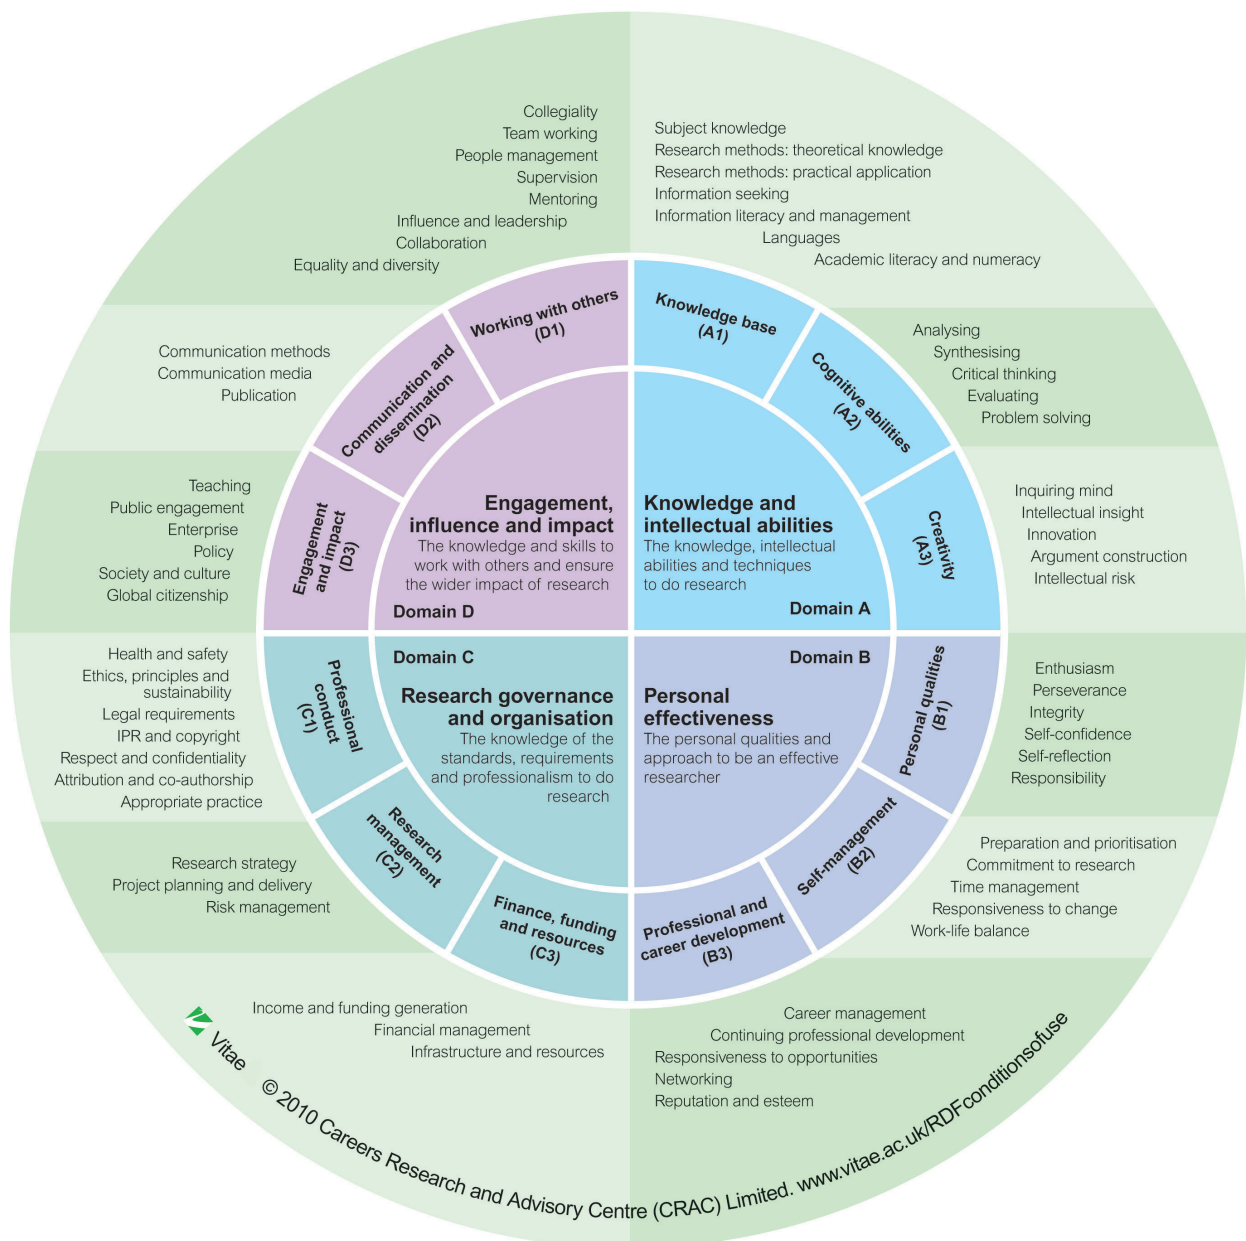 Collegiality
Team working
People management
Supervision
Mentoring
Influence and leadership
Collaboration
Equality and diversity
Subject knowledge
Research methods: theoretical knowledge
Research methods: practical application
Information seeking
Information literacy and management
Languages
Academic literacy and numeracy
Communication methods
Communication media
Publication
Analysing
Synthesising
Critical thinking
Evaluating
Problem solving
Teaching
Public engagement
Enterprise
Policy
Society and culture
Global citizenship
Inquiring mind
Intellectual insight
Innovation
Argument construction
Intellectual risk
Working with others
(D1)
Knowledge base
(A1)
Communication and
dissemination
(D2)
Cognitive abilities
(A2)
Engagement
and impact
(D3)
Creativity
(A3)
Engagement,
influence and impact
The knowledge and skills to
work with others and ensure
the wider impact of research
Domain D
Knowledge and
intellectual abilities
The knowledge, intellectual
abilities and techniques
to do research
Domain A
Domain C
Research governance
and organisation
The knowledge of the
standards, requirements
and professionalism to do
research
Domain B
Personal
effectiveness
The personal qualities and
approach to be an effective
researcher
Professional
conduct
(C1)
Personal qualities
(B1)
Research
management
(C2)
Self-management
(B2)
Finance, funding
and resources
(C3)
Professional and
career development
(B3)
Health and safety
Ethics, principles and
sustainability
Legal requirements
IPR and copyright
Respect and confidentiality
Attribution and co-authorship
Appropriate practice
Enthusiasm
Perseverance
Integrity
Self-confidence
Self-reflection
Responsibility
Research strategy
Project planning and delivery
Risk management
Preparation and prioritisation
Commitment to research
Time management
Responsiveness to change
Work-life balance
Income and funding generation
Financial management
Infrastructure and resources
Career management
Continuing professional development
Responsiveness to opportunities
Networking
Reputation and esteem
Vitae © 2010 Careers Research and Advisory Centre (CRAC) Limited. www.vitae.ac.uk/RDFconditionsofuse